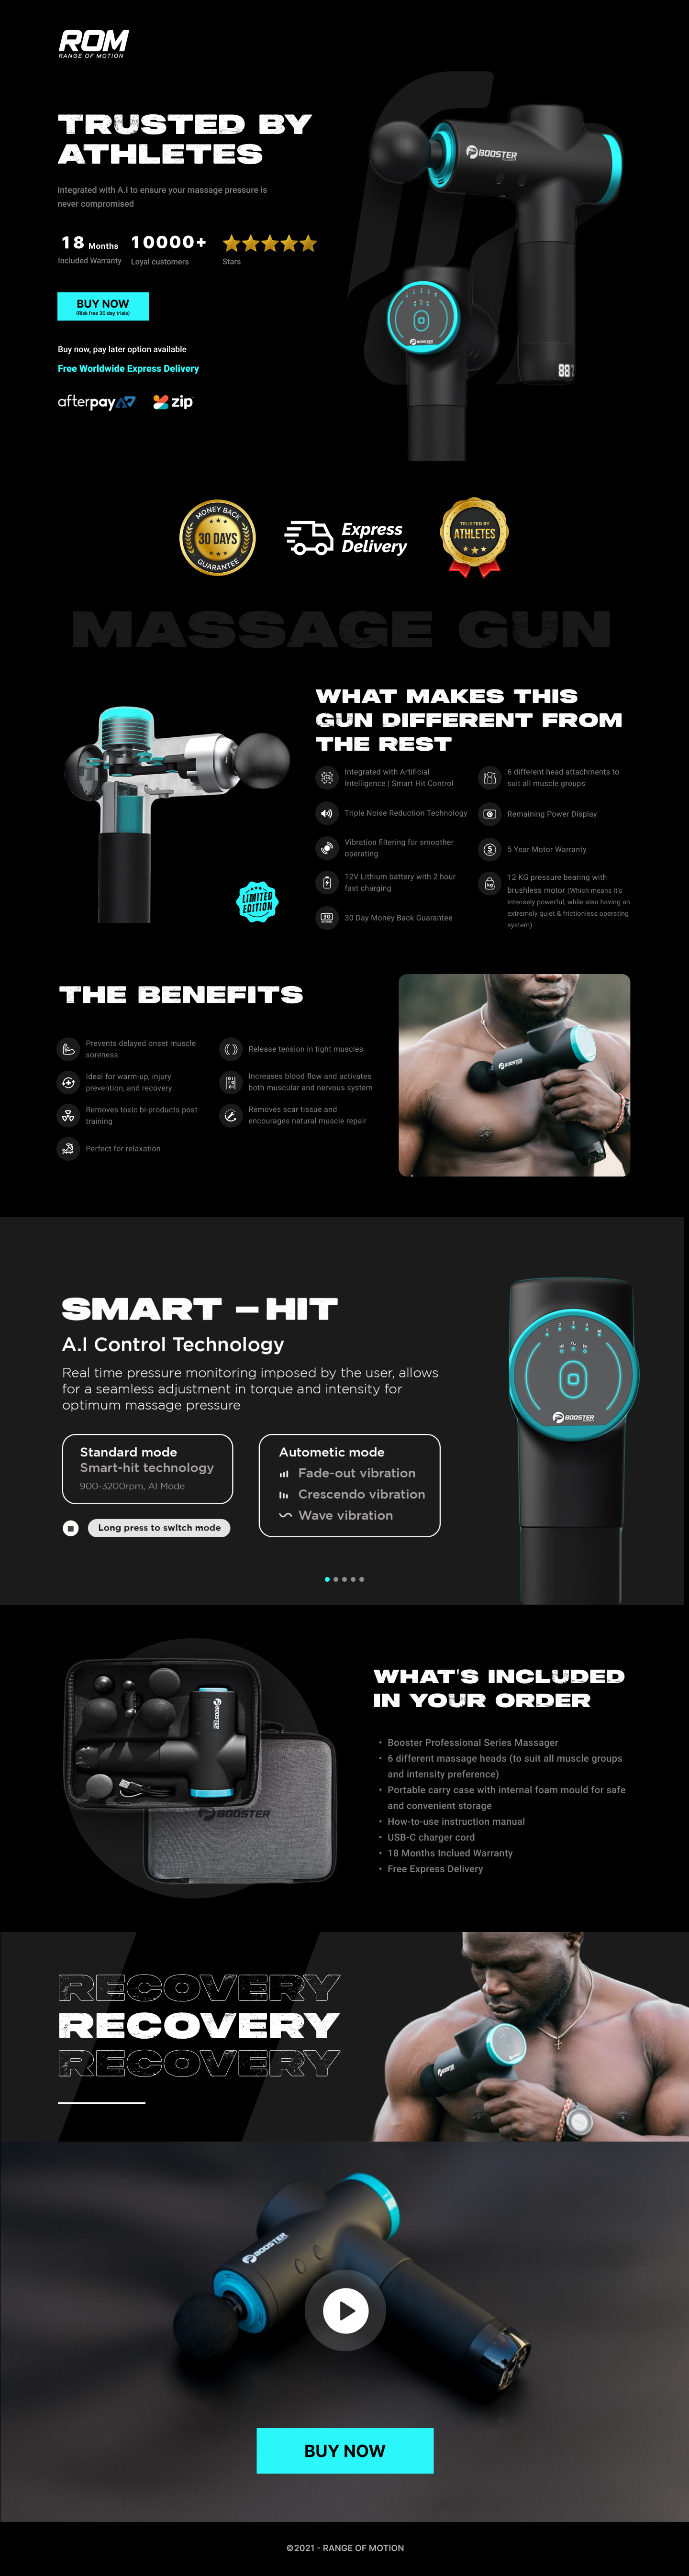 ROM
RANGE OF MOTION
TRUSTED BY
ATHLETES
Integrated with A.I to ensure your massage pressure is
never compromised
18 Months
Included Warranty
10000+
Loyal customers
Stars
BUY NOW
(Risk free 30 day trials)
Buy now, pay later option available
Free Worldwide Express Delivery
afterpay
zip
BOOSTER
BOOSTER
88
MONEY BACK
30 DAYS
GUARANTEE
Express
Delivery
TRUSTED BY
ATHLETES
MASSAGE GUN
LIMITED
EDITION
WHAT MAKES THIS
GUN DIFFERENT FROM
THE REST
Integrated with Artificial
Intelligence | Smart Hit Control
Triple Noise Reduction Technology
Vibration filtering for smoother
operating
12V Lithium battery with 2 hour
fast charging
30 Day Money Back Guarantee
6 different head attachments to
suit all muscle groups
Remaining Power Display
5 Year Motor Warranty
12 KG pressure bearing with
brushless motor (Which means it's
intensely powerful, while also having an
extremely quiet & frictionless operating
system)
THE BENEFITS
Prevents delayed onset muscle
soreness
Ideal for warm-up, injury
prevention, and recovery
Removes toxic bi-products post
training
Perfect for relaxation
Release tension in tight muscles
Increases blood flow and activates
both muscular and nervous system
Removes scar tissue and
encourages natural muscle repair
BOOSTER
SMART - HIT
A.I Control Technology
Real time pressure monitoring imposed by the user, allows
for a seamless adjustment in torque and intensity for
optimum massage pressure
Standard mode
Smart-hit technology
900-3200rpm, AI Mode
Long press to switch mode
Autometic mode
Fade-out vibration
Crescendo vibration
Wave vibration
1 2 3 4 AI
BOOSTER
BOOSTER
BOOSTER
WHAT'S INCLUDED
IN YOUR ORDER
• Booster Professional Series Massager
• 6 different massage heads (to suit all muscle groups
and intensity preference)
• Portable carry case with internal foam mould for safe
and convenient storage
• How-to-use instruction manual
• USB-C charger cord
• 18 Months Inclued Warranty
• Free Express Delivery
RECOVERY
RECOVERY
RECOVERY
BOOSTER
BOOSTER
BUY NOW
©2021 - RANGE OF MOTION